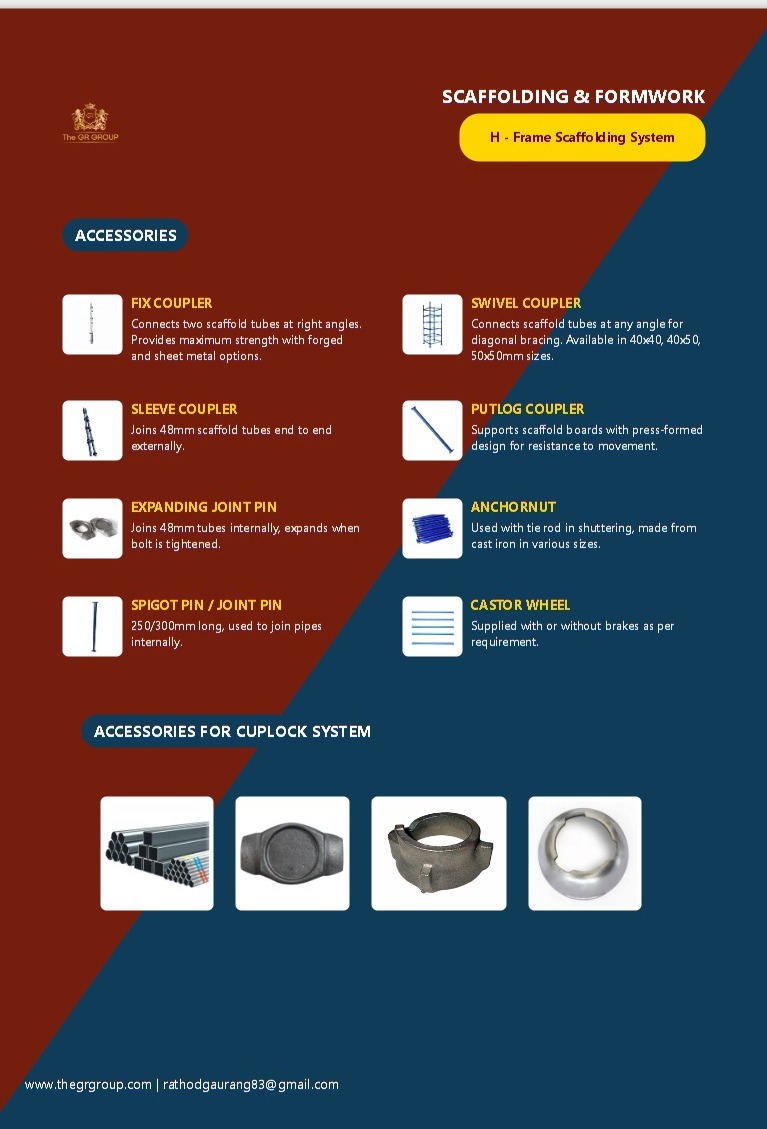 The GR GROUP
SCAFFOLDING & FORMWORK
H - Frame Scaffolding System
ACCESSORIES
FIX COUPLER
Connects two scaffold tubes at right angles.
Provides maximum strength with forged
and sheet metal options.
SWIVEL COUPLER
Connects scaffold tubes at any angle for
diagonal bracing. Available in 40x40, 40x50,
50x50mm sizes.
SLEEVE COUPLER
Joins 48mm scaffold tubes end to end
externally.
PUTLOG COUPLER
Supports scaffold boards with press-formed
design for resistance to movement.
EXPANDING JOINT PIN
Joins 48mm tubes internally, expands when
bolt is tightened.
ANCHORNUT
Used with tie rod in shuttering, made from
cast iron in various sizes.
SPIGOT PIN / JOINT PIN
250/300mm long, used to join pipes
internally.
CASTOR WHEEL
Supplied with or without brakes as per
requirement.
ACCESSORIES FOR CUPLOCK SYSTEM
www.thegrgroup.com | rathodgaurang83@gmail.com